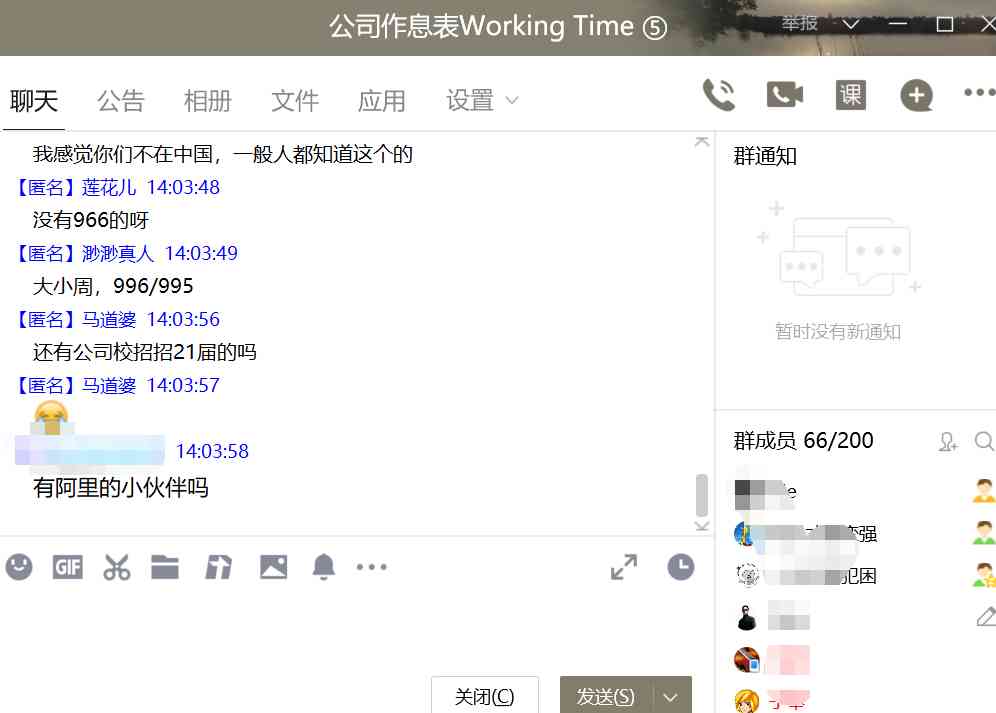 公司作息表Working Time ⑤
举报
聊天 公告 相册 文件 应用 设置
课
我感觉你们不在中国，一般人都知道这个的
【匿名】莲花儿 14:03:48
没有966的呀
【匿名】渺渺真人 14:03:49
大小周，996/995
【匿名】马道婆 14:03:56
还有公司校招招21届的吗
【匿名】马道婆 14:03:57
14:03:58
有阿里的小伙伴吗
GIF
关闭(C)
发送(S)
群通知
暂时没有新通知
群成员 66/200
e
变强
犯困